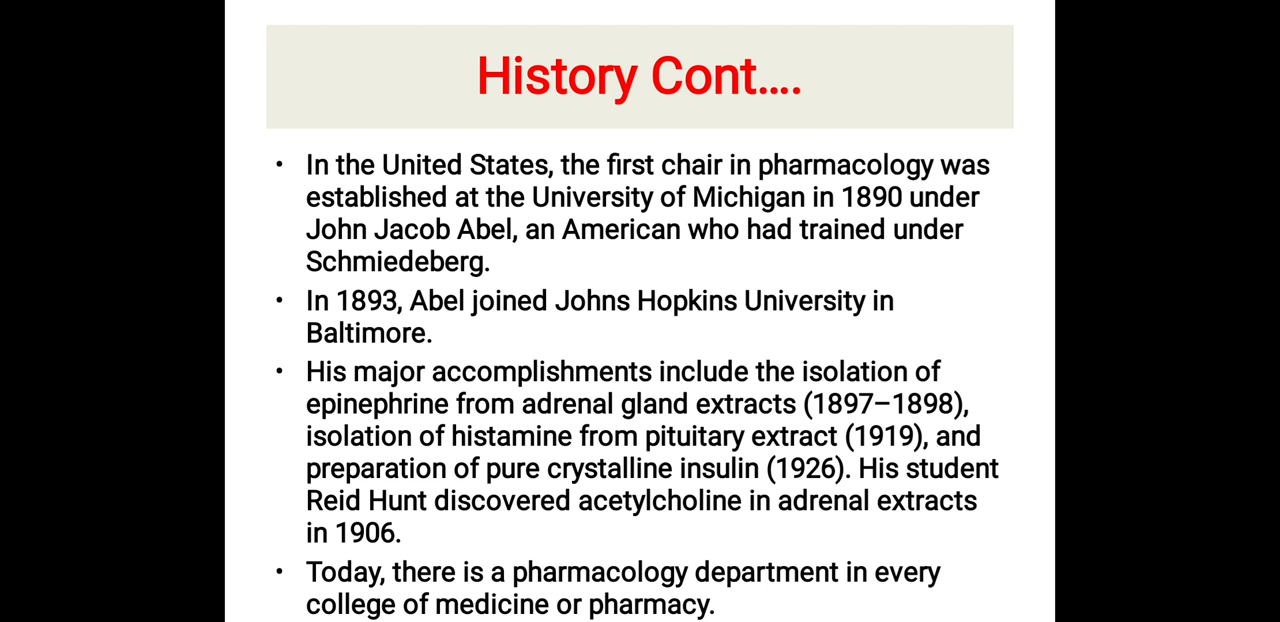 History Cont....
• In the United States, the first chair in pharmacology was
established at the University of Michigan in 1890 under
John Jacob Abel, an American who had trained under
Schmiedeberg.
• In 1893, Abel joined Johns Hopkins University in
Baltimore.
• His major accomplishments include the isolation of
epinephrine from adrenal gland extracts (1897–1898),
isolation of histamine from pituitary extract (1919), and
preparation of pure crystalline insulin (1926). His student
Reid Hunt discovered acetylcholine in adrenal extracts
in 1906.
• Today, there is a pharmacology department in every
college of medicine or pharmacy.